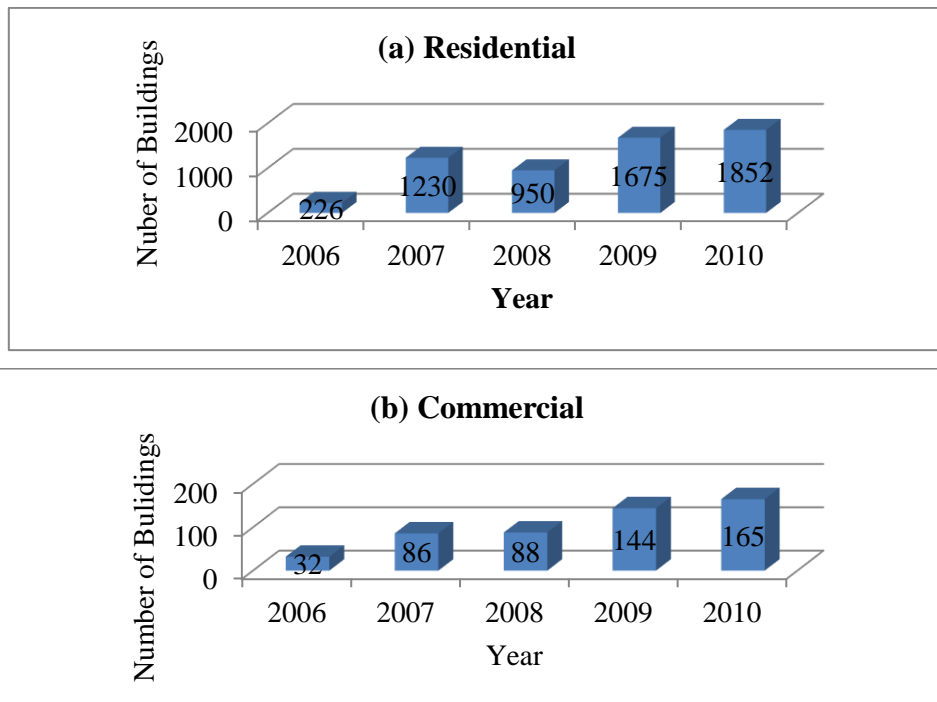 (a) Residential
Nuber of Buildings
2000
1000
0
226
1230
950
1675
1852
2006 2007 2008 2009 2010
Year
(b) Commercial
Number of Bulidings
200
100
0
32
86
88
144
165
2006 2007 2008 2009 2010
Year